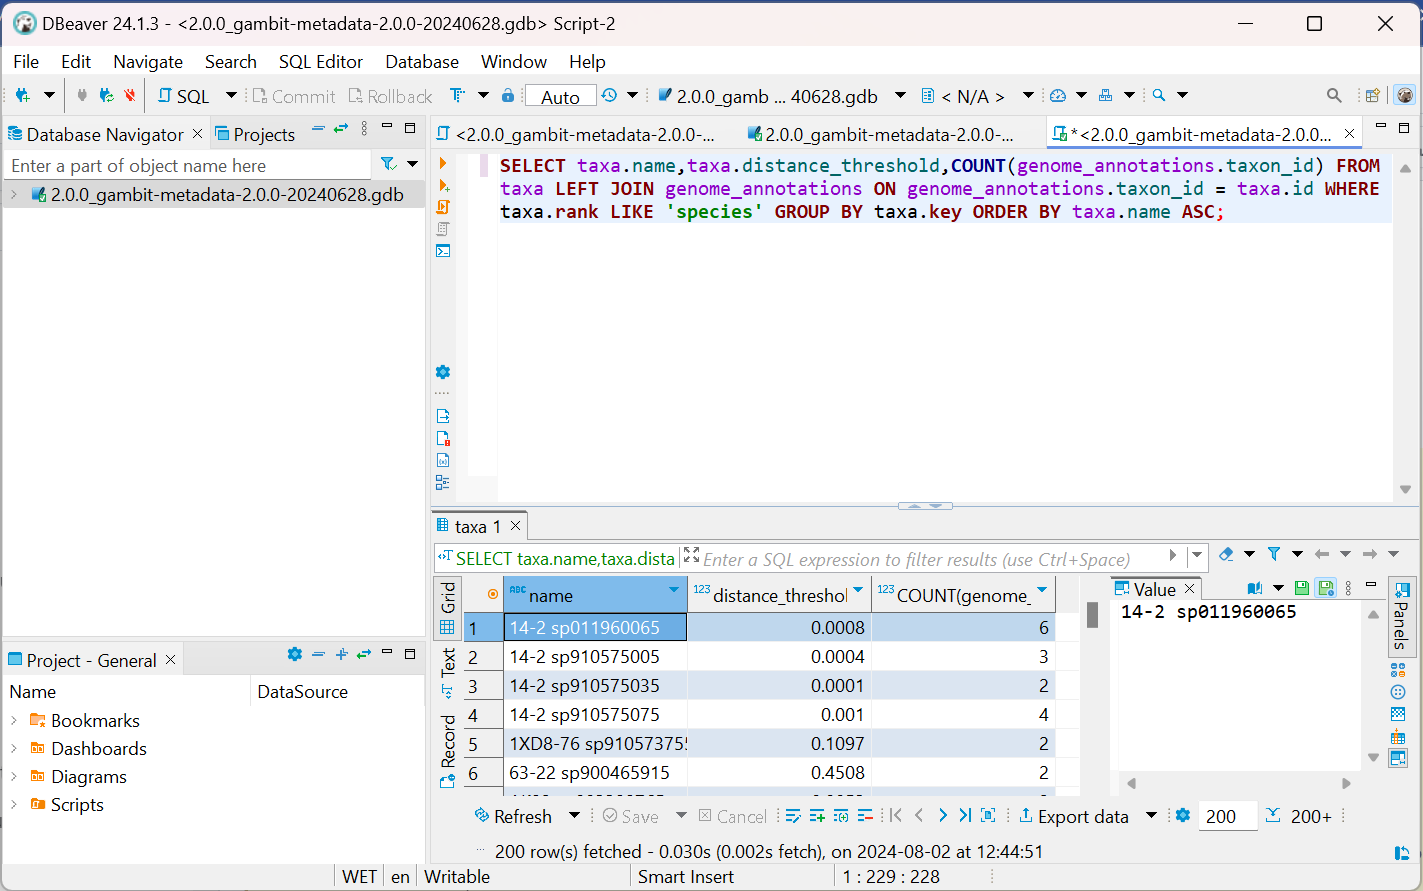 DBeaver 24.1.3 - <2.0.0_gambit-metadata-2.0.0-20240628.gdb> Script-2
File Edit Navigate Search SQL Editor Database Window Help
SQL Commit Rollback Auto 2.0.0_gamb ... 40628.gdb < N/A >
Database Navigator Projects
Enter a part of object name here
2.0.0_gambit-metadata-2.0.0-20240628.gdb
<2.0.0_gambit-metadata-2.0.0-... 2.0.0_gambit-metadata-2.0.0-... *<2.0.0_gambit-metadata-2.0.0...
SELECT taxa.name,taxa.distance_threshold,COUNT(genome_annotations.taxon_id) FROM
taxa LEFT JOIN genome_annotations ON genome_annotations.taxon_id = taxa.id WHERE
taxa.rank LIKE 'species' GROUP BY taxa.key ORDER BY taxa.name ASC;
Project - General
Name DataSource
Bookmarks
Dashboards
Diagrams
Scripts
taxa 1
SELECT taxa.name,taxa.dista Enter a SQL expression to filter results (use Ctrl+Space)
Grid
Text
Record
ABC name 123 distance_threshol 123 COUNT(genome_
1 14-2 sp011960065 0.0008 6
2 14-2 sp910575005 0.0004 3
3 14-2 sp910575035 0.0001 2
4 14-2 sp910575075 0.001 4
5 1XD8-76 sp910573755 0.1097 2
6 63-22 sp900465915 0.4508 2
Value
14-2 sp011960065
Panels
Refresh Save Cancel Export data 200 200+
200 row(s) fetched - 0.030s (0.002s fetch), on 2024-08-02 at 12:44:51
WET en Writable Smart Insert 1 : 229 : 228